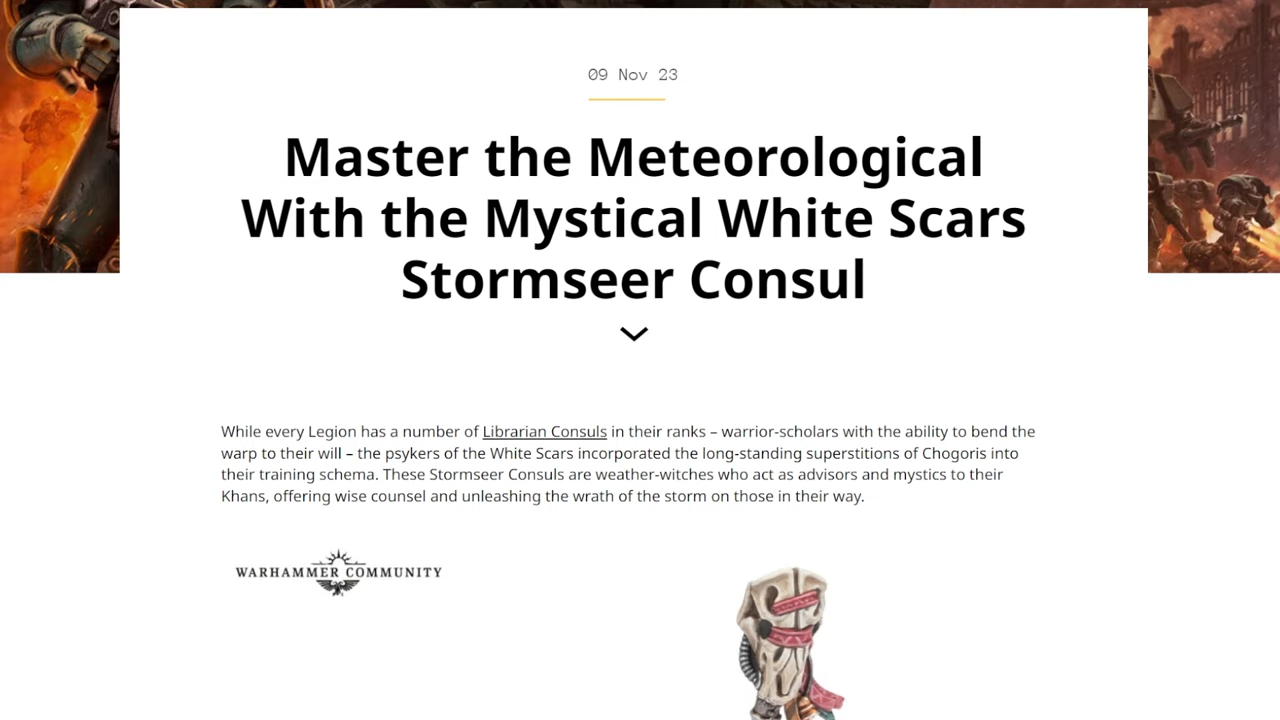 09 Nov 23
Master the Meteorological
With the Mystical White Scars
Stormseer Consul
While every Legion has a number of Librarian Consuls in their ranks – warrior-scholars with the ability to bend the
warp to their will – the psykers of the White Scars incorporated the long-standing superstitions of Chogoris into
their training schema. These Stormseer Consuls are weather-witches who act as advisors and mystics to their
Khans, offering wise counsel and unleashing the wrath of the storm on those in their way.
WARHAMMER COMMUNITY